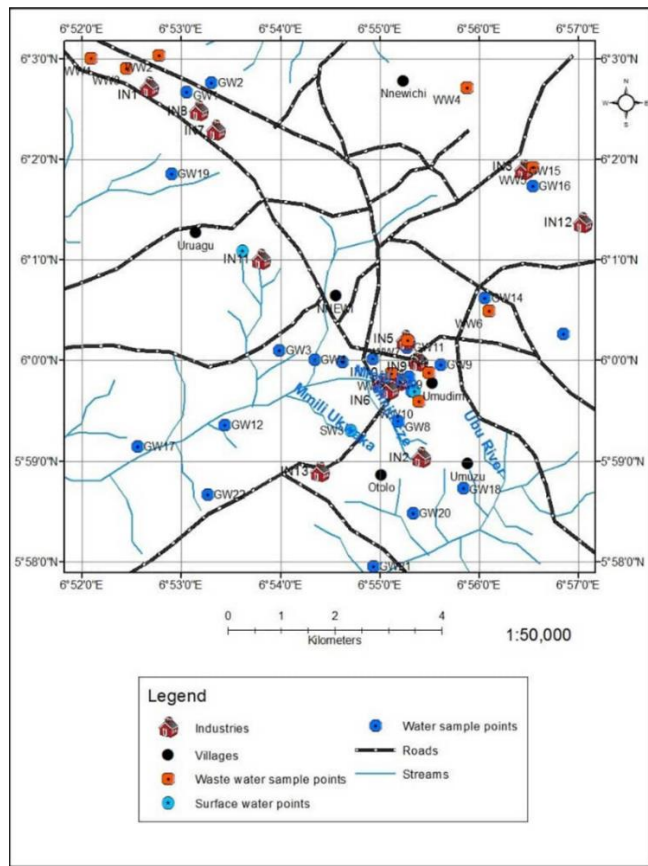 6°52'0"E 6°53'0"E 6°54'0"E 6°55'0"E 6°56'0"E 6°57'0"E
6°3'0"N 6°3'0"N
WW2 GW2 Nnewichi
IN1 GW1 WW4
IN8
IN7
N
W E
S
6°2'0"N 6°2'0"N
GW19 IN3 GW15
WW5 GW16
Uruagu IN12
IN11
6°1'0"N 6°1'0"N
NNEWI GW14
WW6
IN5 GW11
6°0'0"N GW3 IN9 GW9 6°0'0"N
Umudim
IN6
WW10
Mmili Ukwaka
GW12 SW3 GW8
Ubu River
GW17 IN2
5°59'0"N 5°59'0"N
IN13 Otolo Umuzu
GW22 GW18
GW20
5°58'0"N GW21 5°58'0"N
6°52'0"E 6°53'0"E 6°54'0"E 6°55'0"E 6°56'0"E 6°57'0"E
0 1 2 4
Kilometers
1:50,000
Legend
Industries Water sample points
Villages Roads
Waste water sample points Streams
Surface water points